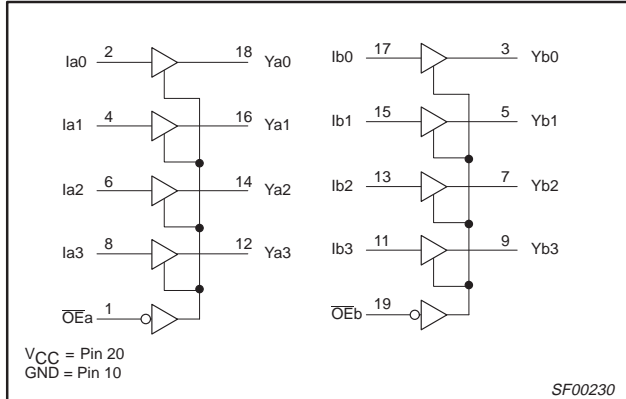 Ia0 2 18 Ya0 Ib0 17 3 Yb0
Ia1 4 16 Ya1 Ib1 15 5 Yb1
Ia2 6 14 Ya2 Ib2 13 7 Yb2
Ia3 8 12 Ya3 Ib3 11 9 Yb3
O̅E̅a 1 O̅E̅b 19
VCC = Pin 20
GND = Pin 10
SF00230